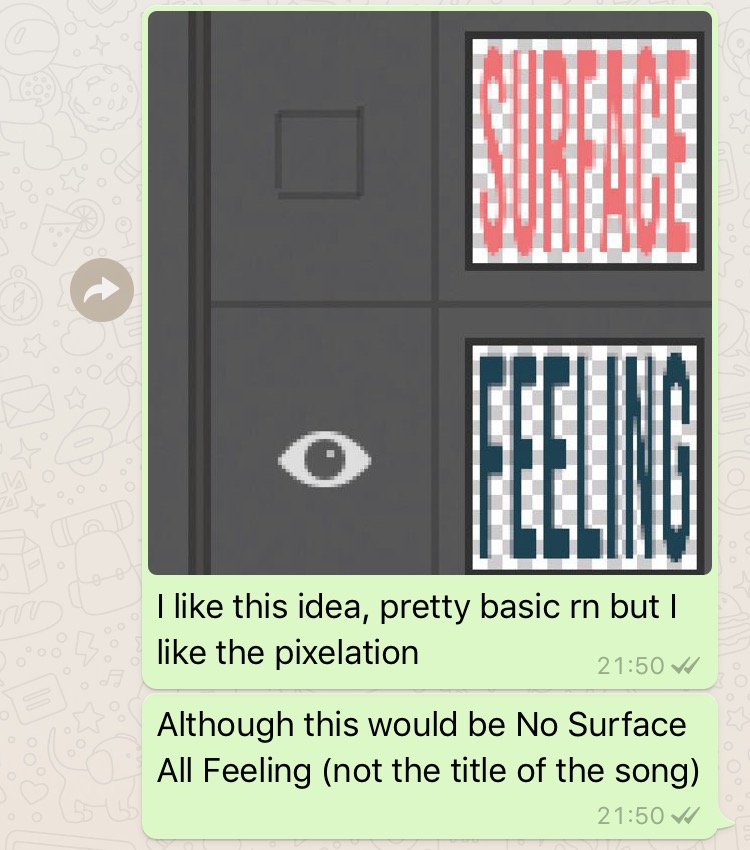 SURFACE
FEELING
I like this idea, pretty basic rn but I
like the pixelation
21:50
Although this would be No Surface
All Feeling (not the title of the song)
21:50